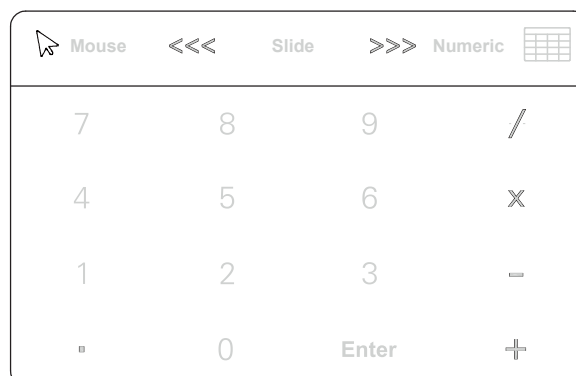 Mouse <<< Slide >>> Numeric
7 8 9 /
4 5 6 x
1 2 3 -
. 0 Enter +